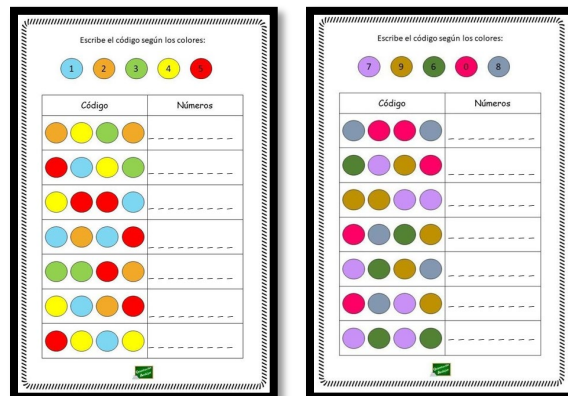 Escribe el código según los colores:
1 2 3 4 5
Código Números
Escribe el código según los colores:
7 9 6 0 8
Código Números